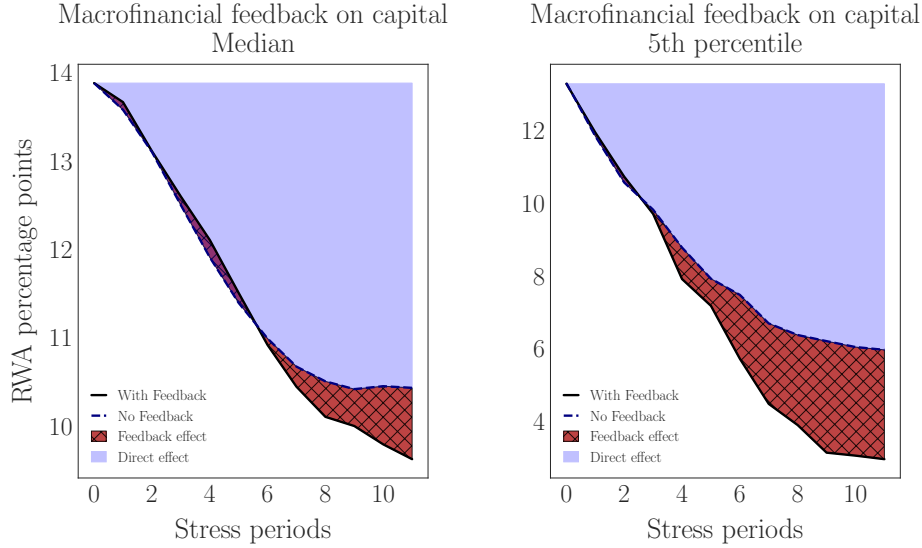 Macrofinancial feedback on capital
Median
14
13
12
11
10
RWA percentage points
With Feedback
No Feedback
Feedback effect
Direct effect
0 2 4 6 8 10
Stress periods
Macrofinancial feedback on capital
5th percentile
12
10
8
6
4
With Feedback
No Feedback
Feedback effect
Direct effect
0 2 4 6 8 10
Stress periods